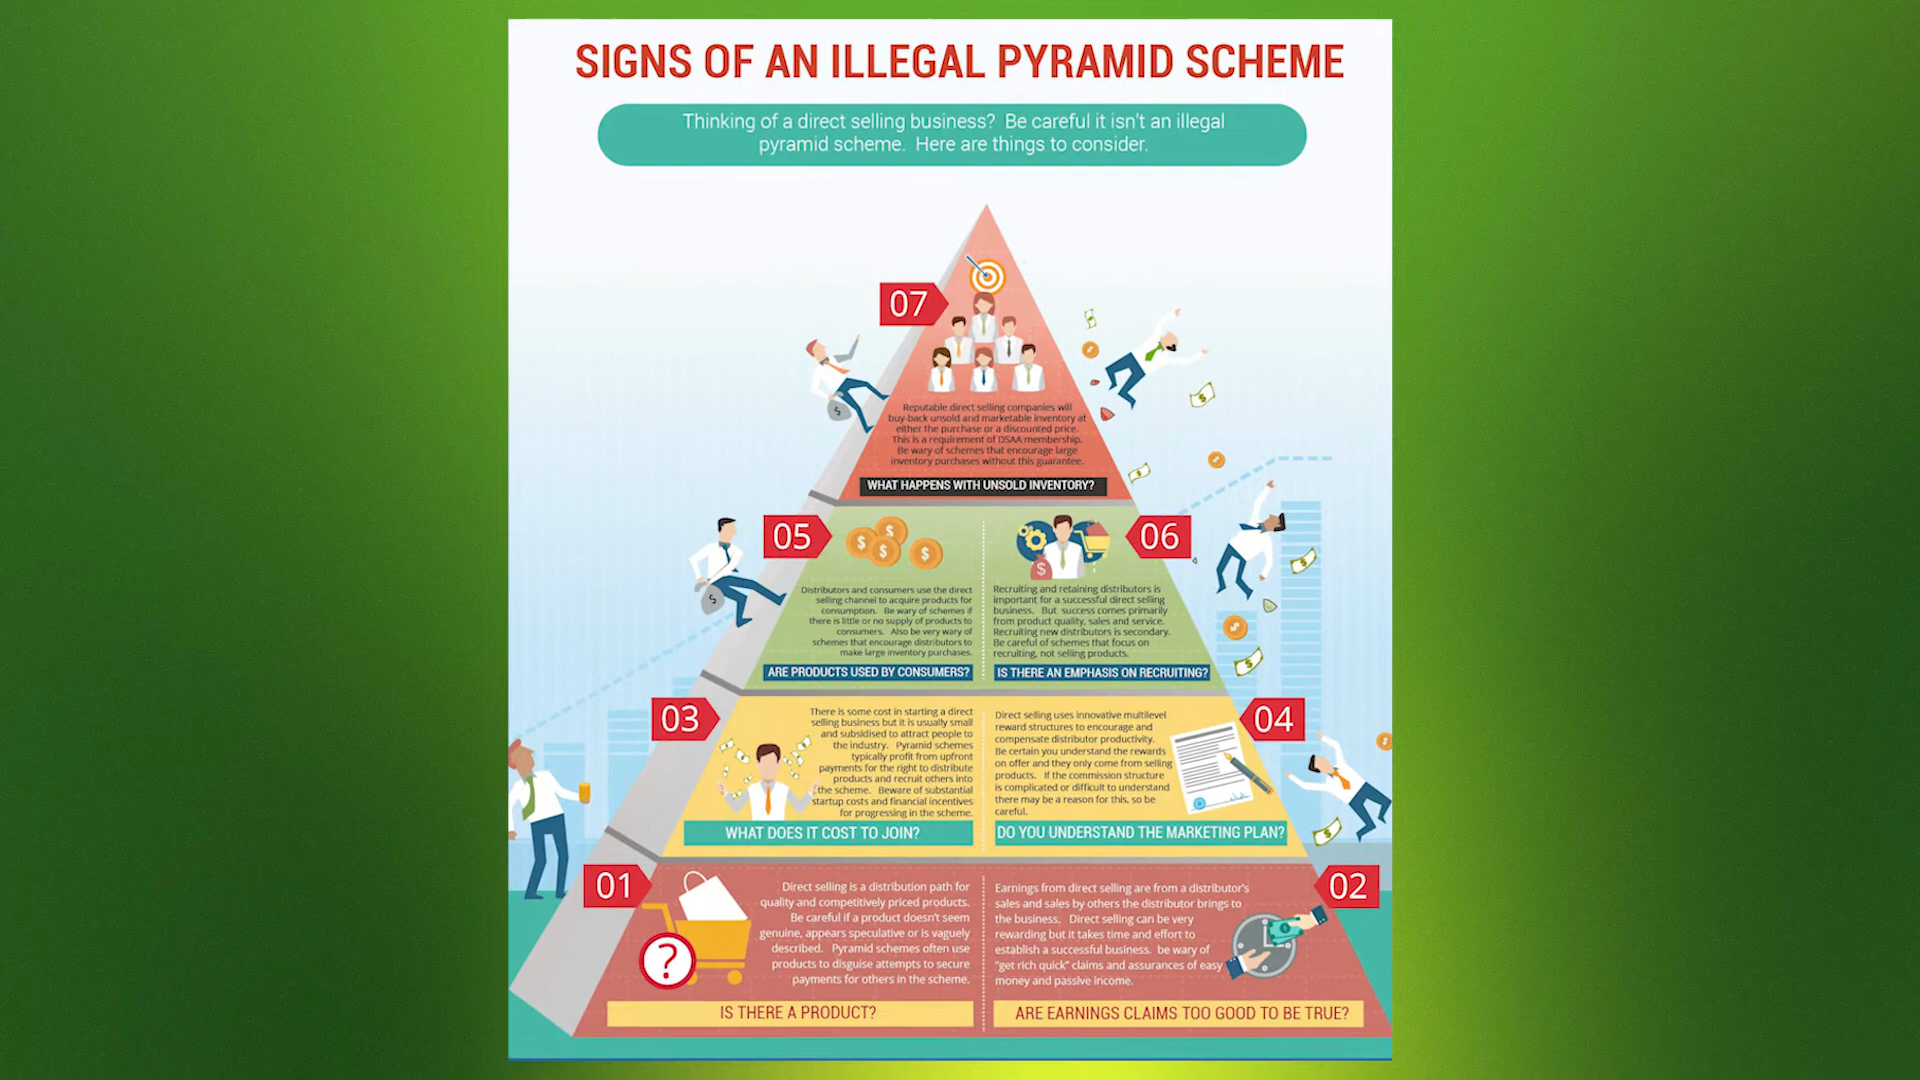 SIGNS OF AN ILLEGAL PYRAMID SCHEME
Thinking of a direct selling business? Be careful it isn't an illegal
pyramid scheme. Here are things to consider.
07
Reputable direct selling companies will
buy-back unsold and marketable inventory at
either the purchase or a discounted price.
This is a requirement of DSAA membership.
Be wary of schemes that encourage large
inventory purchases without this guarantee.
WHAT HAPPENS WITH UNSOLD INVENTORY?
05
Distributors and consumers use the direct
selling channel to acquire products for
consumption. Be wary of schemes if
there is little or no supply of products to
consumers. Also be very wary of
schemes that encourage distributors to
make large inventory purchases.
ARE PRODUCTS USED BY CONSUMERS?
06
Recruiting and retaining distributors is
important for a successful direct selling
business. But success comes primarily
from product quality, sales and service.
Recruiting new distributors is secondary.
Be careful of schemes that focus on
recruiting, not selling products.
IS THERE AN EMPHASIS ON RECRUITING?
03
There is some cost in starting a direct
selling business but it is usually small
and subsidised to attract people to
the industry. Pyramid schemes
typically profit from upfront
payments for the right to distribute
products and recruit others into
the scheme. Beware of substantial
startup costs and financial incentives
for progressing in the scheme.
WHAT DOES IT COST TO JOIN?
04
Direct selling uses innovative multilevel
reward structures to encourage and
compensate distributor productivity.
Be certain you understand the rewards
on offer and they only come from selling
products. If the commission structure
is complicated or difficult to understand
there may be a reason for this, so be
careful.
DO YOU UNDERSTAND THE MARKETING PLAN?
01
Direct selling is a distribution path for
quality and competitively priced products.
Be careful if a product doesn't seem
genuine, appears speculative or is vaguely
described. Pyramid schemes often use
products to disguise attempts to secure
payments for others in the scheme.
?
IS THERE A PRODUCT?
02
Earnings from direct selling are from a distributor's
sales and sales by others the distributor brings to
the business. Direct selling can be very
rewarding but it takes time and effort to
establish a successful business. be wary of
"get rich quick" claims and assurances of easy
money and passive income.
ARE EARNINGS CLAIMS TOO GOOD TO BE TRUE?